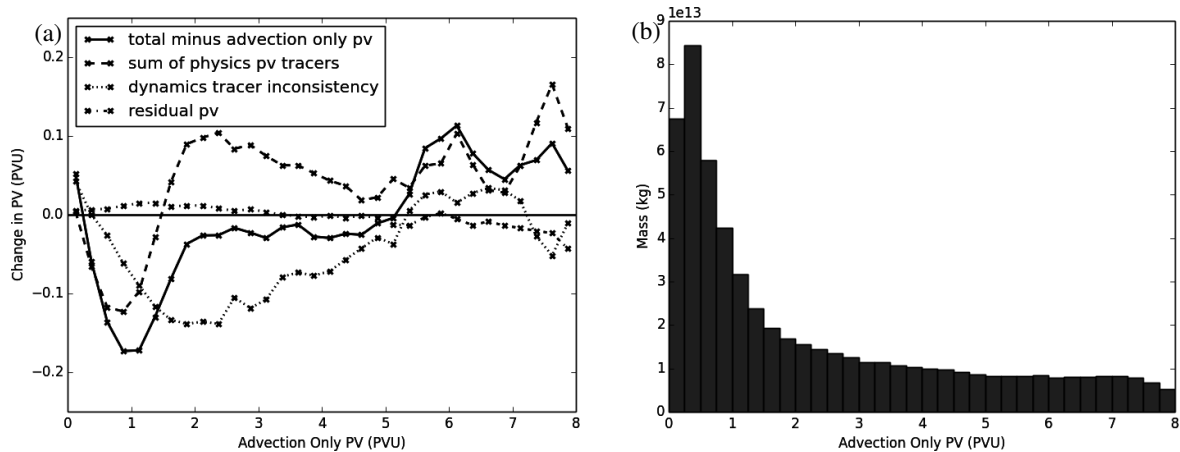 (a)
total minus advection only pv
sum of physics pv tracers
dynamics tracer inconsistency
residual pv
0.2
0.1
0.0
−0.1
−0.2
Change in PV (PVU)
0 1 2 3 4 5 6 7 8
Advection Only PV (PVU)
(b)
1e13
9
8
7
6
5
4
3
2
1
0
Mass (kg)
0 1 2 3 4 5 6 7 8
Advection Only PV (PVU)